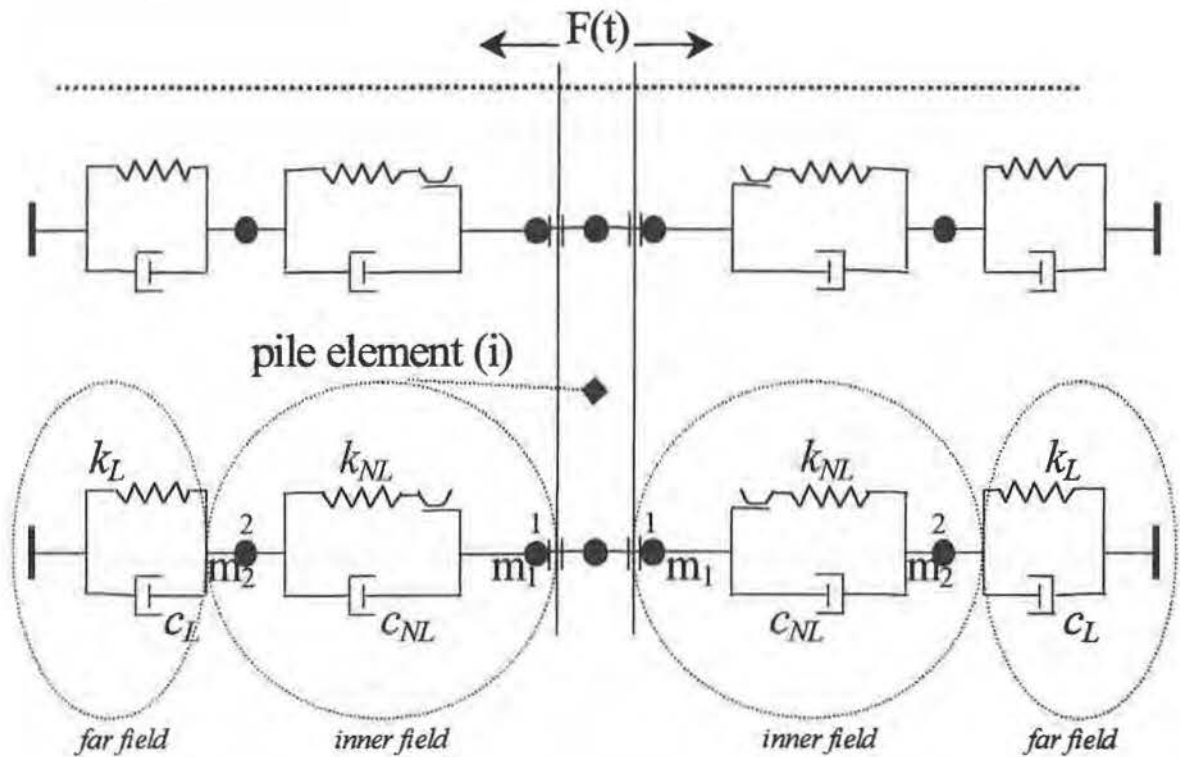 F(t)
pile element (i)
k_L k_NL k_NL k_L
2 1 1 2
m_2 m_1 m_1 m_2
c_L c_NL c_NL c_L
far field inner field inner field far field